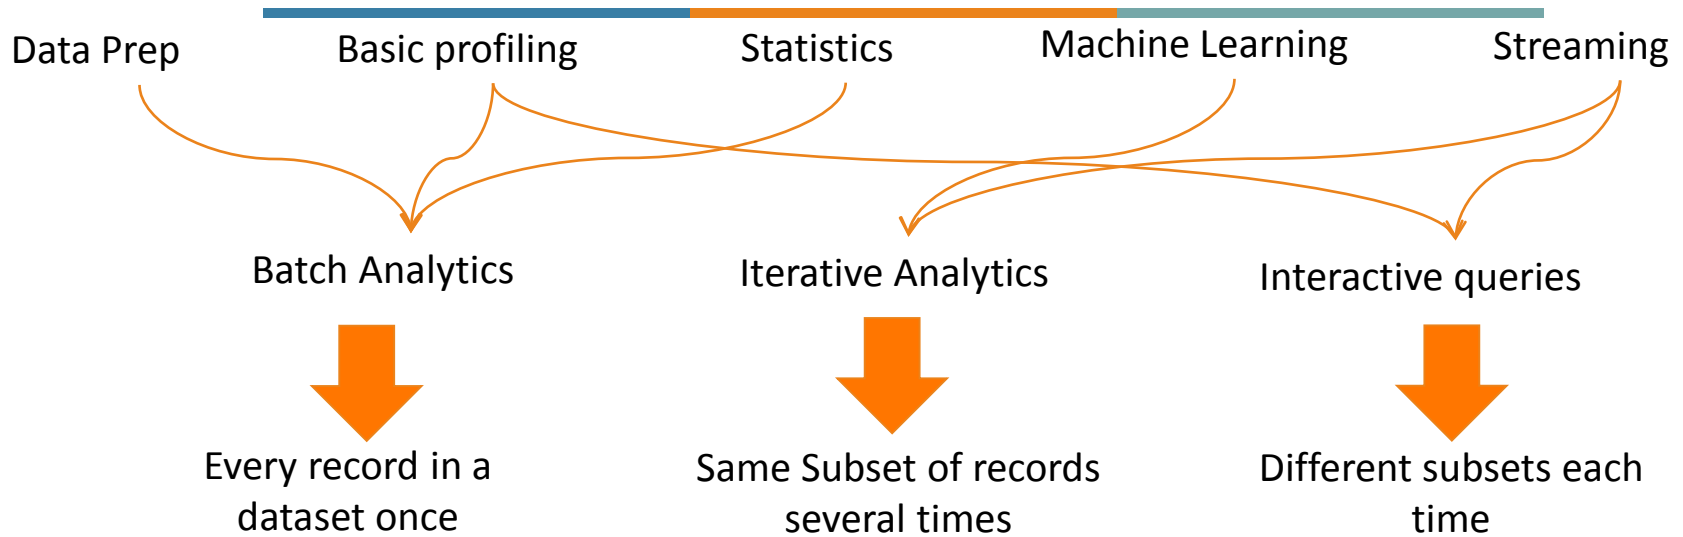 Data Prep
Basic profiling
Statistics
Machine Learning
Streaming
Batch Analytics
Iterative Analytics
Interactive queries
Every record in a
dataset once
Same Subset of records
several times
Different subsets each
time